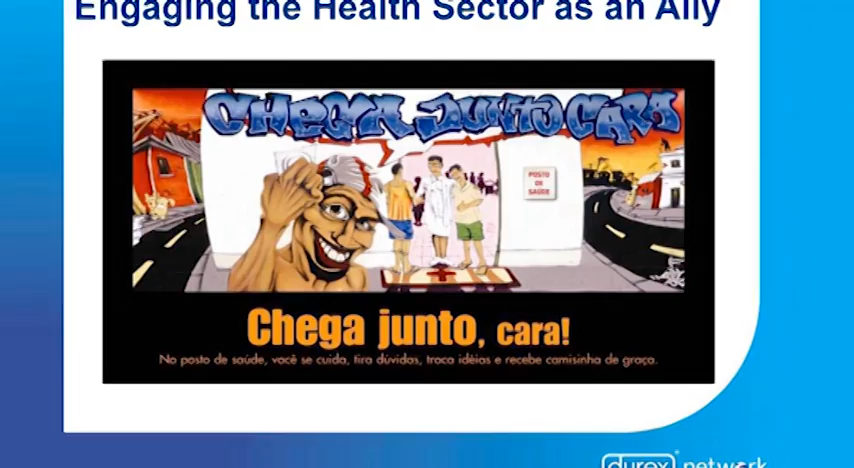 Engaging the Health Sector as an Ally
CHEGA JUNTO CARA
POSTO
DE
SAÚDE
Chega junto, cara!
No posto de saúde, você se cuida, tira dúvidas, troca idéias e recebe camisinha de graça.
durex network